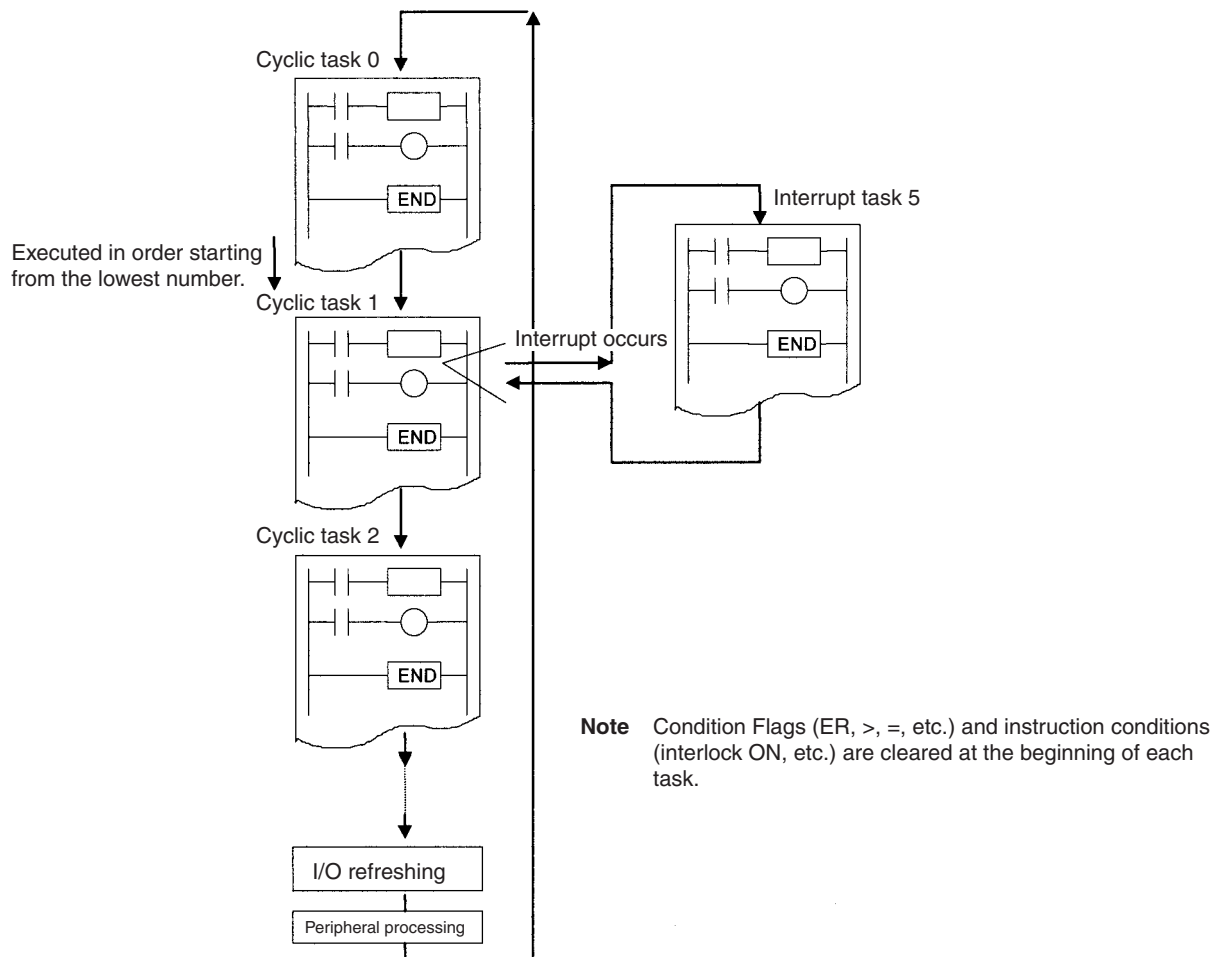 Cyclic task 0
END
Executed in order starting
from the lowest number.
Cyclic task 1
Interrupt occurs
END
Interrupt task 5
END
Cyclic task 2
END
Note Condition Flags (ER, >, =, etc.) and instruction conditions
(interlock ON, etc.) are cleared at the beginning of each
task.
I/O refreshing
Peripheral processing